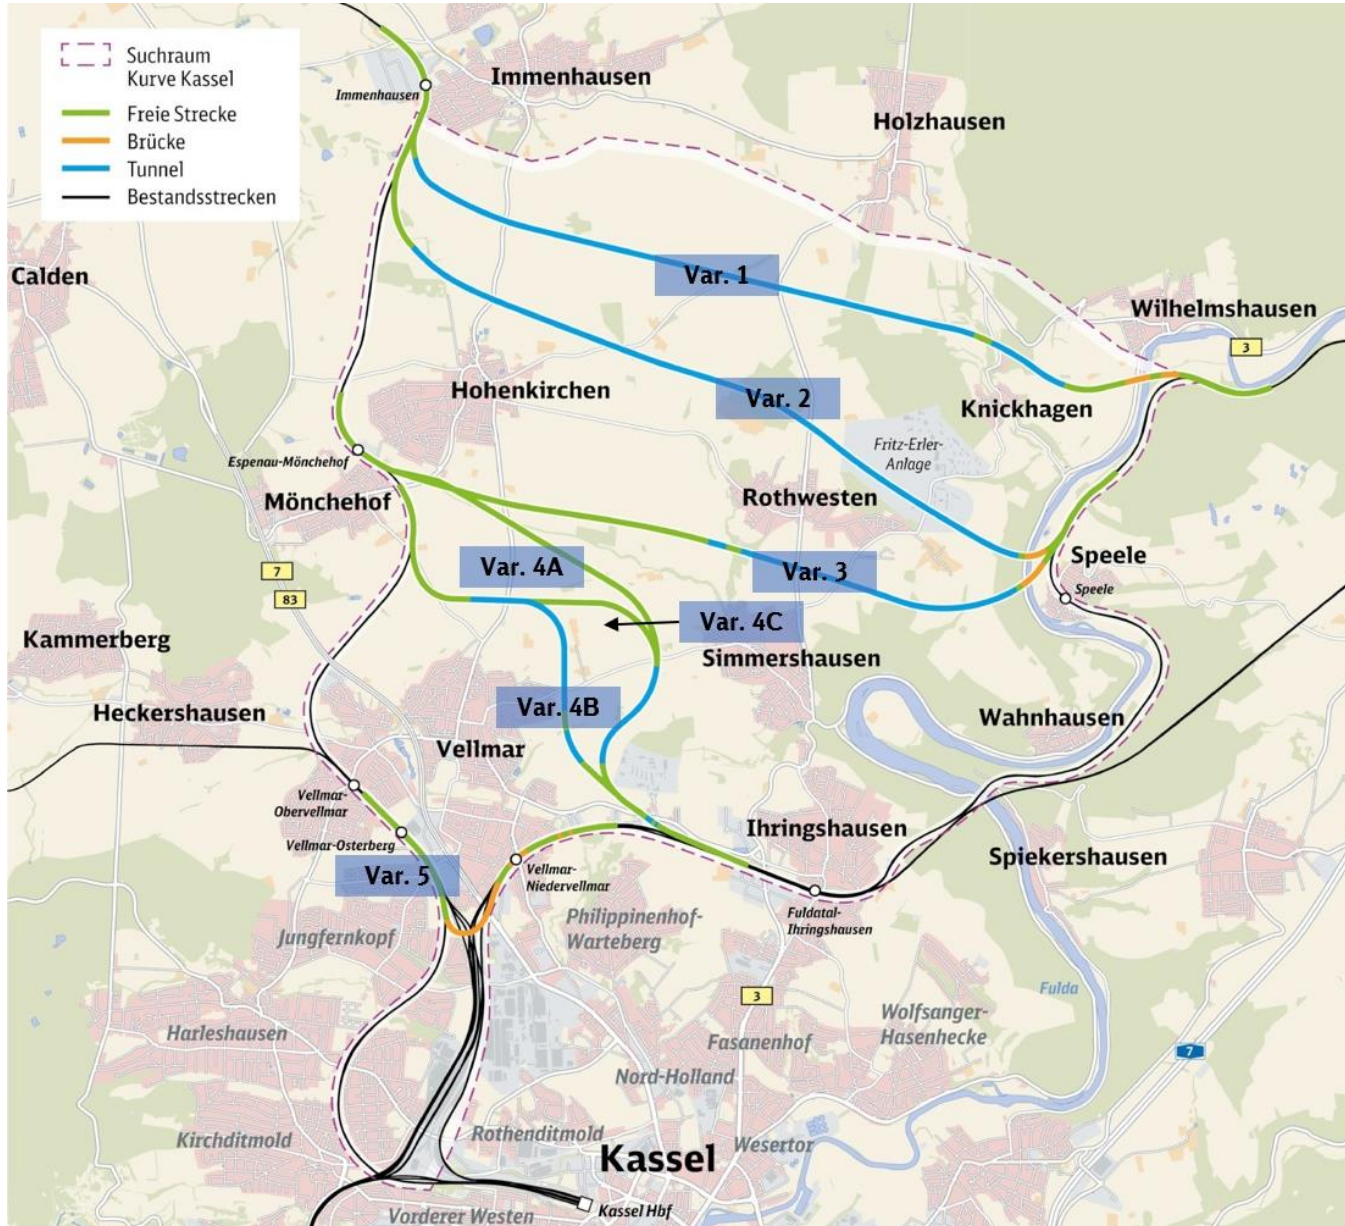 Suchraum
Kurve Kassel
Freie Strecke
Brücke
Tunnel
Bestandsstrecken
Immenhausen
Immenhausen
Holzhausen
Calden
Var. 1
Wilhelmshausen
3
Hohenkirchen
Var. 2
Knickhagen
Fritz-Erler-
Anlage
Espenau-Mönchehof
Mönchehof
Rothwesten
Var. 4A
Var. 3
Speele
Speele
7
83
Kammerberg
Var. 4C
Simmershausen
Heckershausen
Var. 4B
Wahnhausen
Vellmar
Vellmar-
Obervellmar
Vellmar-Osterberg
Ihringshausen
Spiekershausen
Var. 5
Vellmar-
Niedervellmar
Fuldatal-
Ihringshausen
Philippinenhof-
Warteberg
Jungfernkopf
3
Fulda
Wolfsanger-
Hasenhecke
Harleshausen
Fasanenhof
7
Nord-Holland
Kirchditmold
Rothenditmold
Wesertor
Kassel
Kassel Hbf
Vorderer Westen